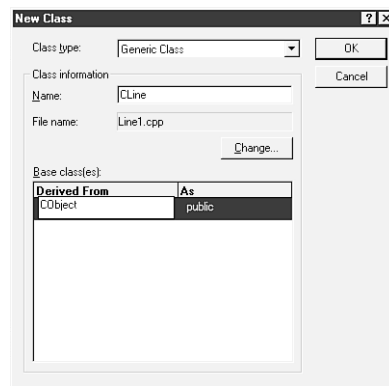 New Class
Class type: Generic Class
OK
Cancel
Class information
Name: CLine
File name: Line1.cpp
Change...
Base class(es):
Derived From As
CObject public